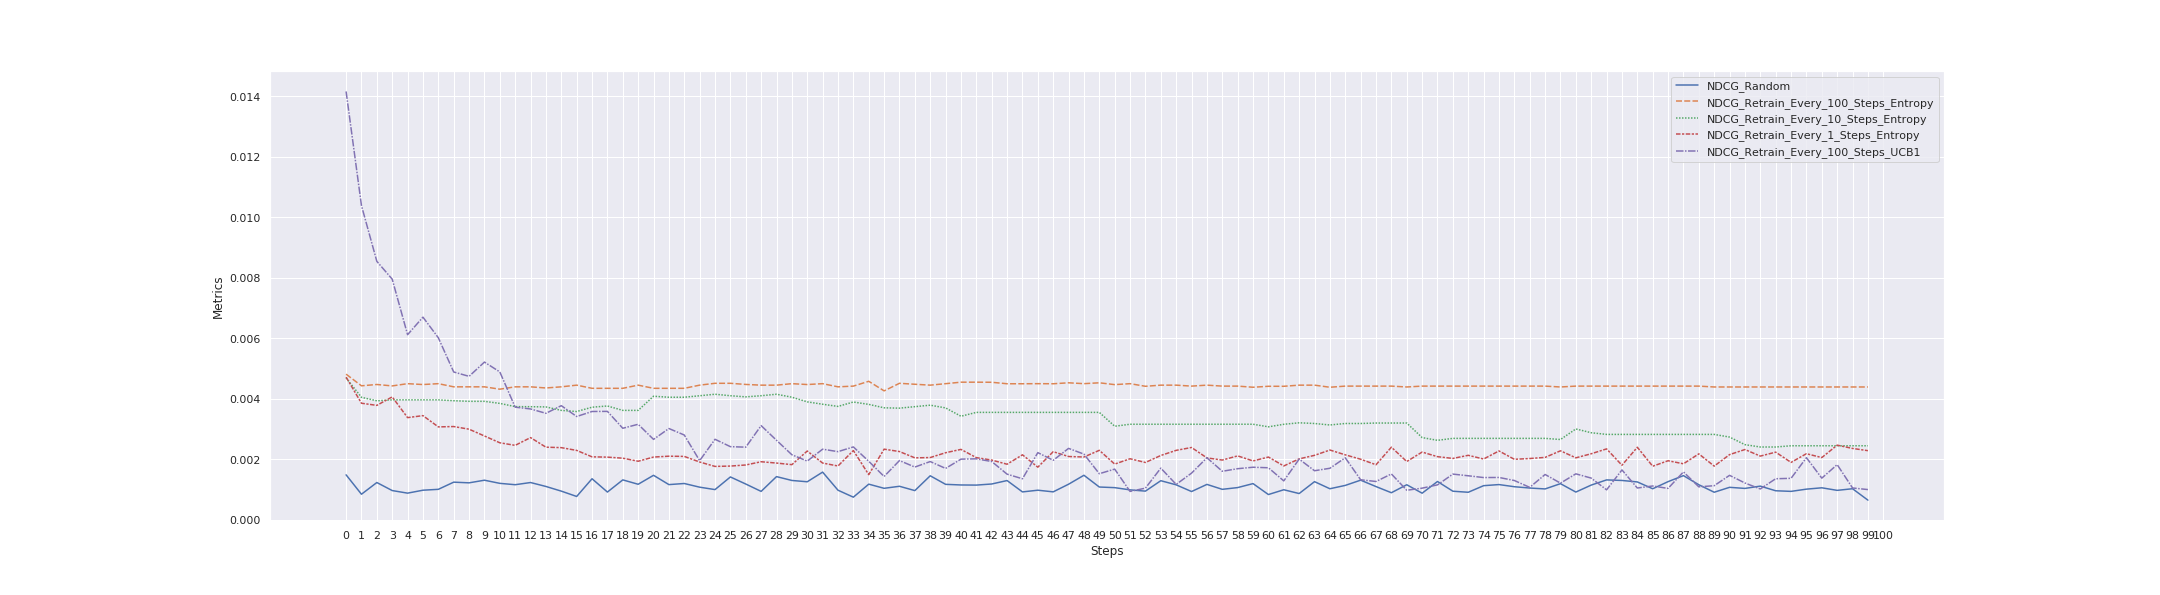 0.014
0.012
0.010
0.008
0.006
0.004
0.002
0.000
Metrics
NDCG_Random
NDCG_Retrain_Every_100_Steps_Entropy
NDCG_Retrain_Every_10_Steps_Entropy
NDCG_Retrain_Every_1_Steps_Entropy
NDCG_Retrain_Every_100_Steps_UCB1
0 1 2 3 4 5 6 7 8 9 10 11 12 13 14 15 16 17 18 19 20 21 22 23 24 25 26 27 28 29 30 31 32 33 34 35 36 37 38 39 40 41 42 43 44 45 46 47 48 49 50 51 52 53 54 55 56 57 58 59 60 61 62 63 64 65 66 67 68 69 70 71 72 73 74 75 76 77 78 79 80 81 82 83 84 85 86 87 88 89 90 91 92 93 94 95 96 97 98 99 100
Steps